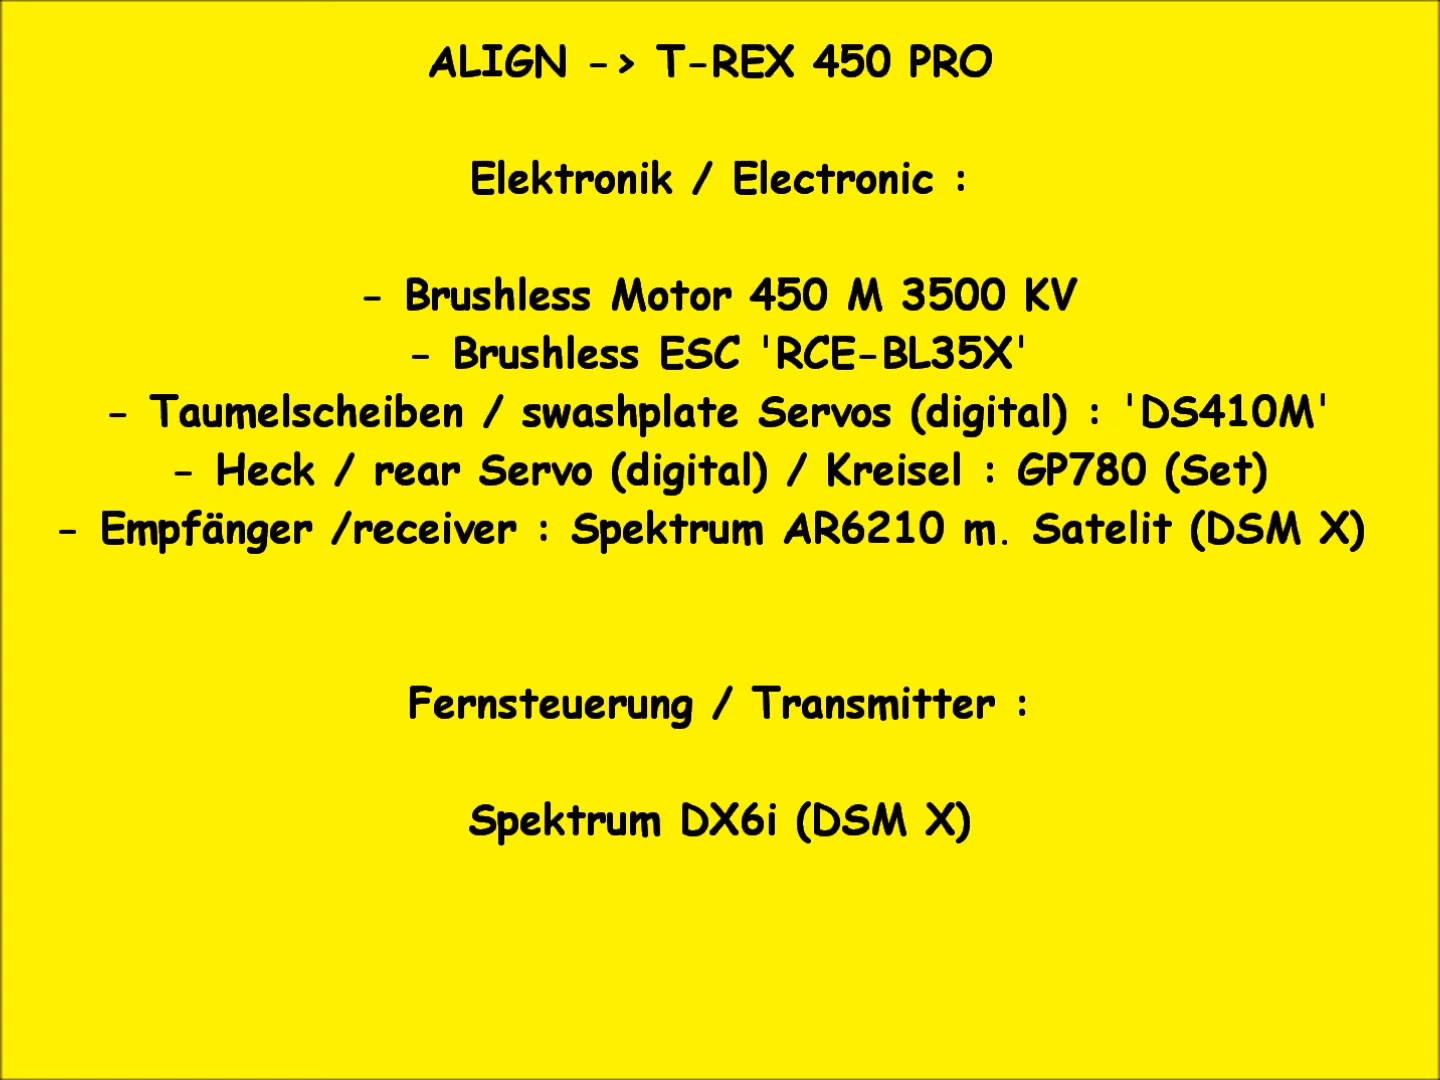 ALIGN -> T-REX 450 PRO
Elektronik / Electronic :
- Brushless Motor 450 M 3500 KV
- Brushless ESC 'RCE-BL35X'
- Taumelscheiben / swashplate Servos (digital) : 'DS410M'
- Heck / rear Servo (digital) / Kreisel : GP780 (Set)
- Empfänger /receiver : Spektrum AR6210 m. Satelit (DSM X)
Fernsteuerung / Transmitter :
Spektrum DX6i (DSM X)